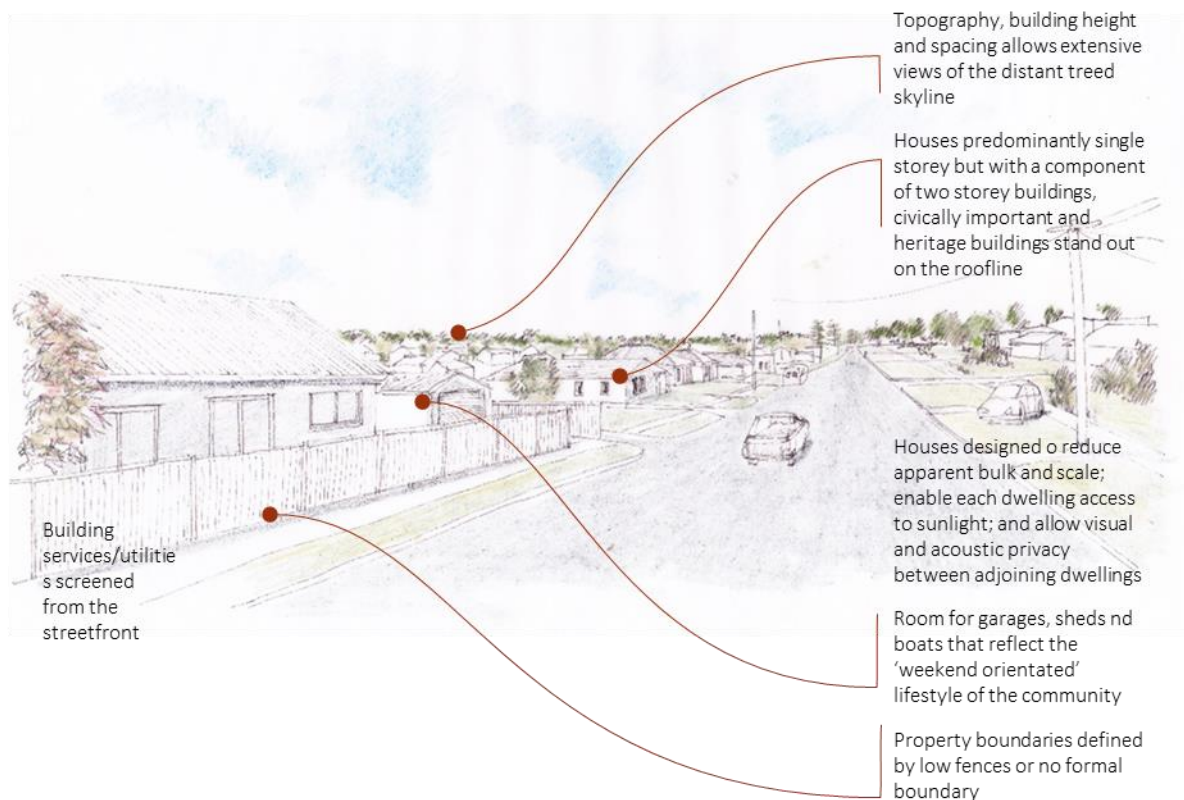 Topography, building height
and spacing allows extensive
views of the distant treed
skyline
Houses predominantly single
storey but with a component
of two storey buildings,
civically important and
heritage buildings stand out
on the roofline
Houses designed o reduce
apparent bulk and scale;
enable each dwelling access
to sunlight; and allow visual
and acoustic privacy
between adjoining dwellings
Building
services/utilitie
s screened
from the
streetfront
Room for garages, sheds nd
boats that reflect the
‘weekend orientated’
lifestyle of the community
Property boundaries defined
by low fences or no formal
boundary